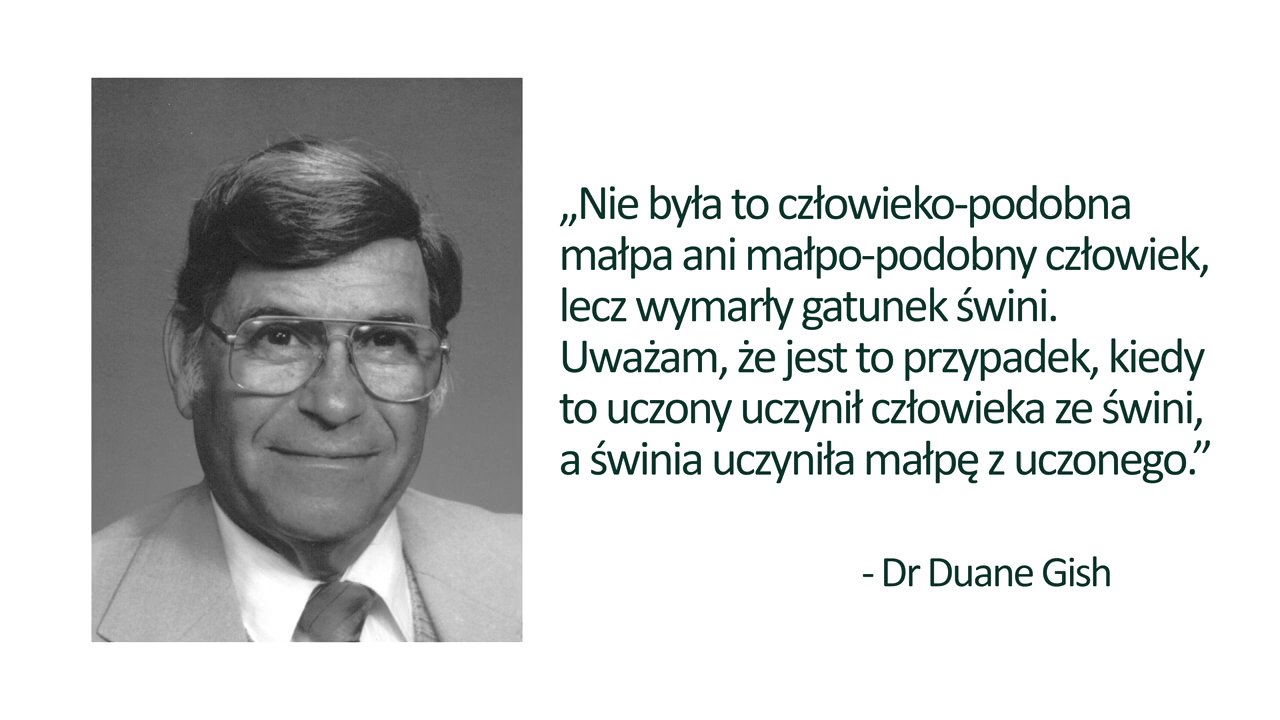 „Nie była to człowieko-podobna
małpa ani małpo-podobny człowiek,
lecz wymarły gatunek świni.
Uważam, że jest to przypadek, kiedy
to uczony uczynił człowieka ze świni,
a świnia uczyniła małpę z uczonego.”
- Dr Duane Gish